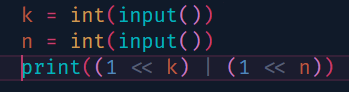 k = int(input())
n = int(input())
print((1 << k) | (1 << n))